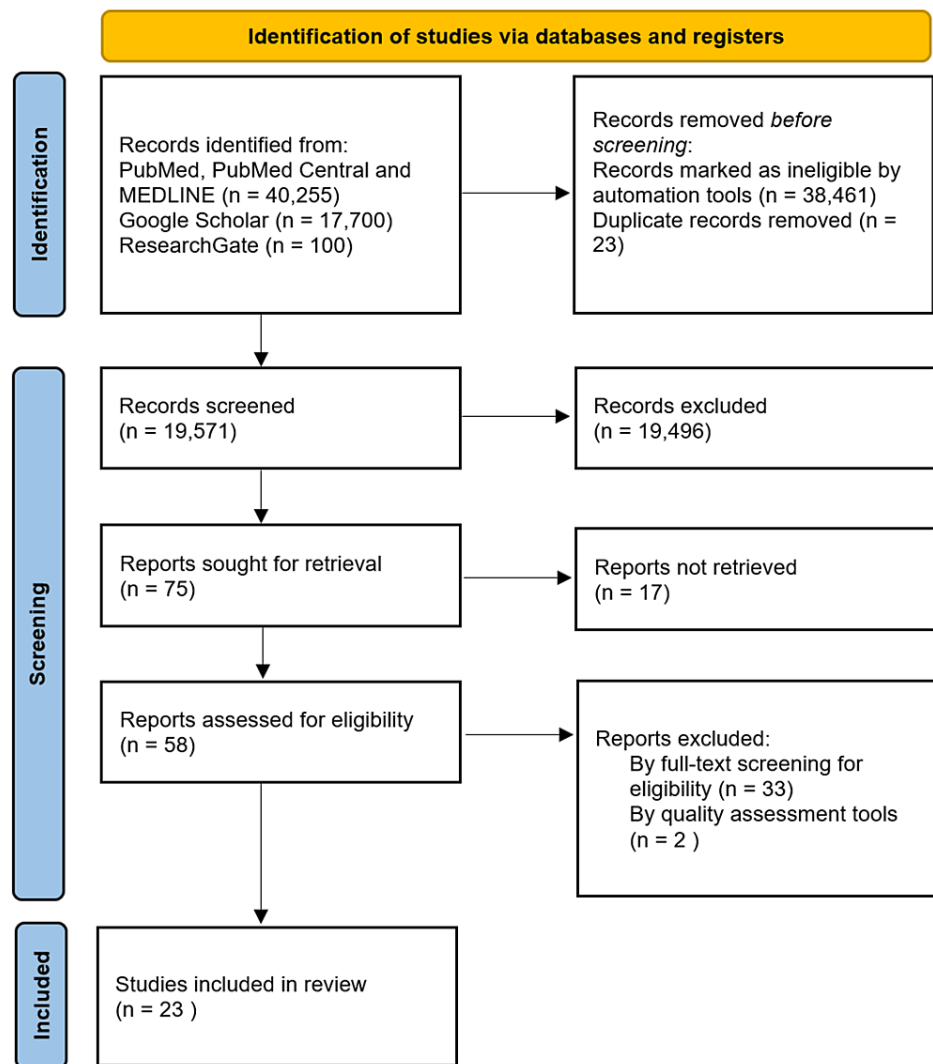 Identification of studies via databases and registers
Identification
Records identified from:
PubMed, PubMed Central and
MEDLINE (n = 40,255)
Google Scholar (n = 17,700)
ResearchGate (n = 100)
Records removed before
screening:
Records marked as ineligible by
automation tools (n = 38,461)
Duplicate records removed (n =
23)
Screening
Records screened
(n = 19,571)
Records excluded
(n = 19,496)
Reports sought for retrieval
(n = 75)
Reports not retrieved
(n = 17)
Reports assessed for eligibility
(n = 58)
Reports excluded:
By full-text screening for
eligibility (n = 33)
By quality assessment tools
(n = 2 )
Included
Studies included in review
(n = 23 )